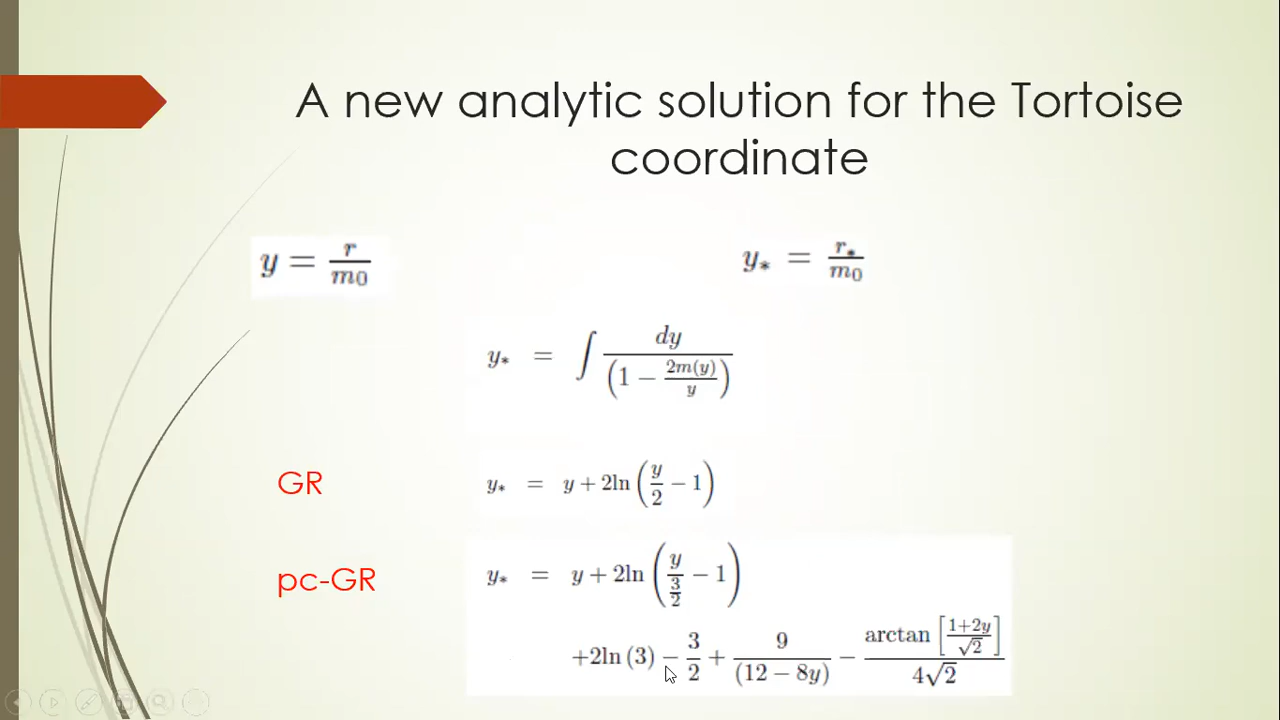 A new analytic solution for the Tortoise
coordinate
y = r/m₀
y∗ = r∗/m₀
y∗ = ∫ dy/(1 − 2m(y)/y)
GR
y∗ = y + 2ln(y/2 − 1)
pc-GR
y∗ = y + 2ln(y/(3/2) − 1)
+2ln (3) − 3/2 + 9/(12 − 8y) − arctan [(1+2y)/√2]/4√2